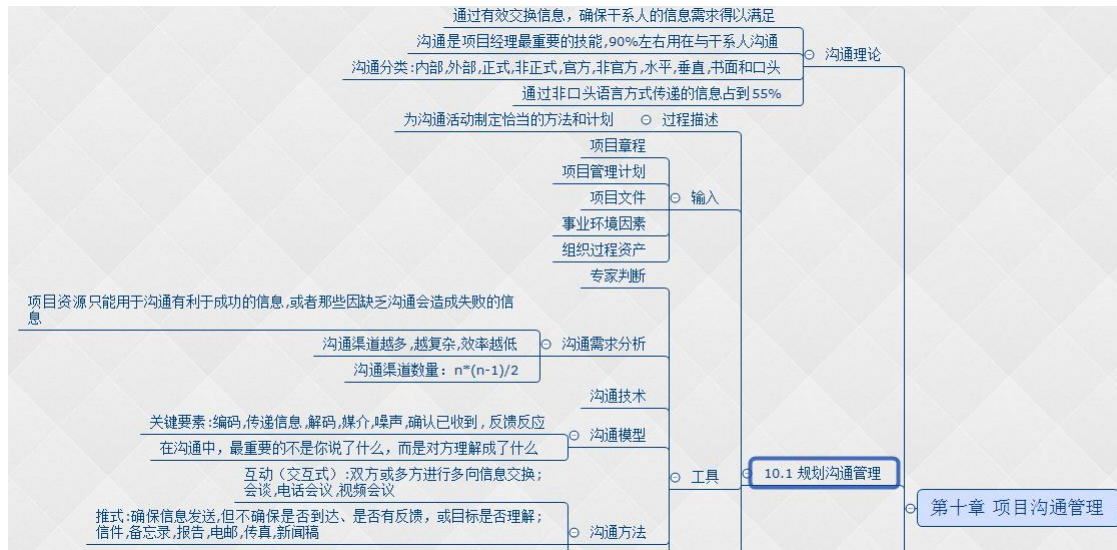 通过有效交换信息，确保干系人的信息需求得以满足
沟通是项目经理最重要的技能,90%左右用在与干系人沟通
沟通分类:内部,外部,正式,非正式,官方,非官方,水平,垂直,书面和口头
通过非口头语言方式传递的信息占到55%
沟通理论
为沟通活动制定恰当的方法和计划
过程描述
项目章程
项目管理计划
项目文件
事业环境因素
组织过程资产
输入
专家判断
项目资源只能用于沟通有利于成功的信息,或者那些因缺乏沟通会造成失败的信
息
沟通渠道越多,越复杂,效率越低
沟通渠道数量：n*(n-1)/2
沟通需求分析
沟通技术
关键要素:编码,传递信息,解码,媒介,噪声,确认已收到，反馈反应
在沟通中，最重要的不是你说了什么，而是对方理解成了什么
沟通模型
互动（交互式）:双方或多方进行多向信息交换；
会谈,电话会议,视频会议
推式:确保信息发送,但不确保是否到达、是否有反馈，或目标是否理解；
信件,备忘录,报告,电邮,传真,新闻稿
沟通方法
工具
10.1 规划沟通管理
第十章 项目沟通管理